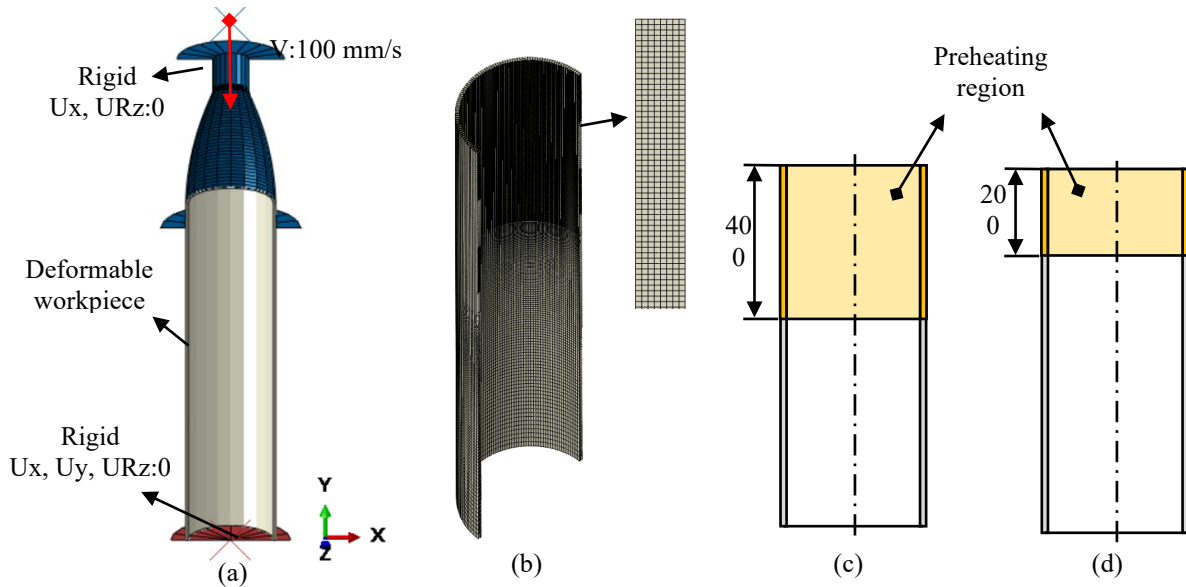 V:100 mm/s
Rigid
Ux, URz:0
Deformable
workpiece
Rigid
Ux, Uy, URz:0
Y
X
Z
(a)
(b)
Preheating
region
40
0
(c)
20
0
(d)